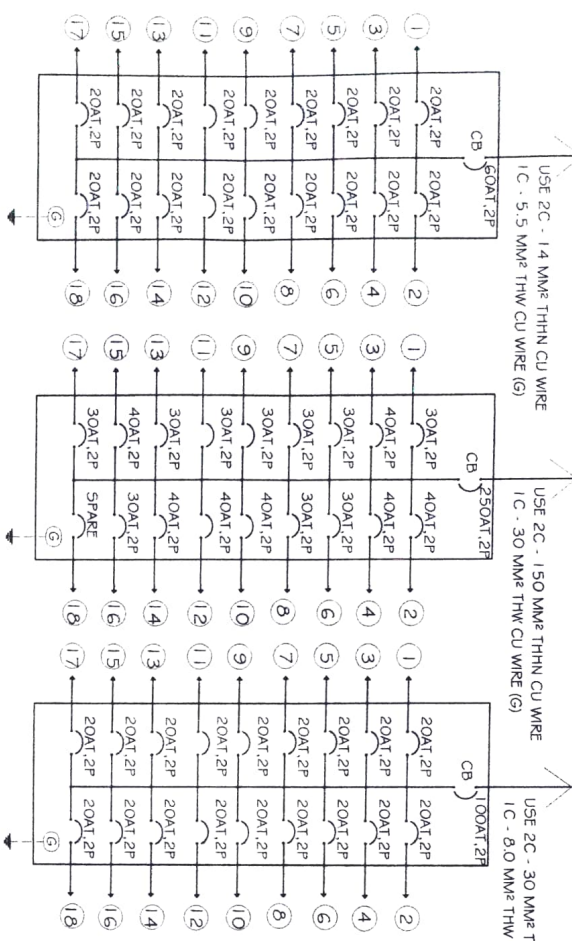 USE 2C - 14 MM² THHN CU WIRE
1C - 5.5 MM² THW CU WIRE (G)
60AT,2P
CB
1 20AT,2P 20AT,2P 2
3 20AT,2P 20AT,2P 4
5 20AT,2P 20AT,2P 6
7 20AT,2P 20AT,2P 8
9 20AT,2P 20AT,2P 10
11 20AT,2P 20AT,2P 12
13 20AT,2P 20AT,2P 14
15 20AT,2P 20AT,2P 16
17 20AT,2P 20AT,2P 18
G
USE 2C - 150 MM² THHN CU WIRE
1C - 30 MM² THW CU WIRE (G)
250AT,2P
CB
1 30AT,2P 40AT,2P 2
3 40AT,2P 40AT,2P 4
5 30AT,2P 30AT,2P 6
7 30AT,2P 30AT,2P 8
9 30AT,2P 40AT,2P 10
11 30AT,2P 40AT,2P 12
13 30AT,2P 40AT,2P 14
15 40AT,2P 30AT,2P 16
17 30AT,2P SPARE 18
G
USE 2C - 30 MM² T
1C - 8.0 MM² THW
100AT,2P
CB
1 20AT,2P 20AT,2P 2
3 20AT,2P 20AT,2P 4
5 20AT,2P 20AT,2P 6
7 20AT,2P 20AT,2P 8
9 20AT,2P 20AT,2P 10
11 20AT,2P 20AT,2P 12
13 20AT,2P 20AT,2P 14
15 20AT,2P 20AT,2P 16
17 20AT,2P 20AT,2P 18
G